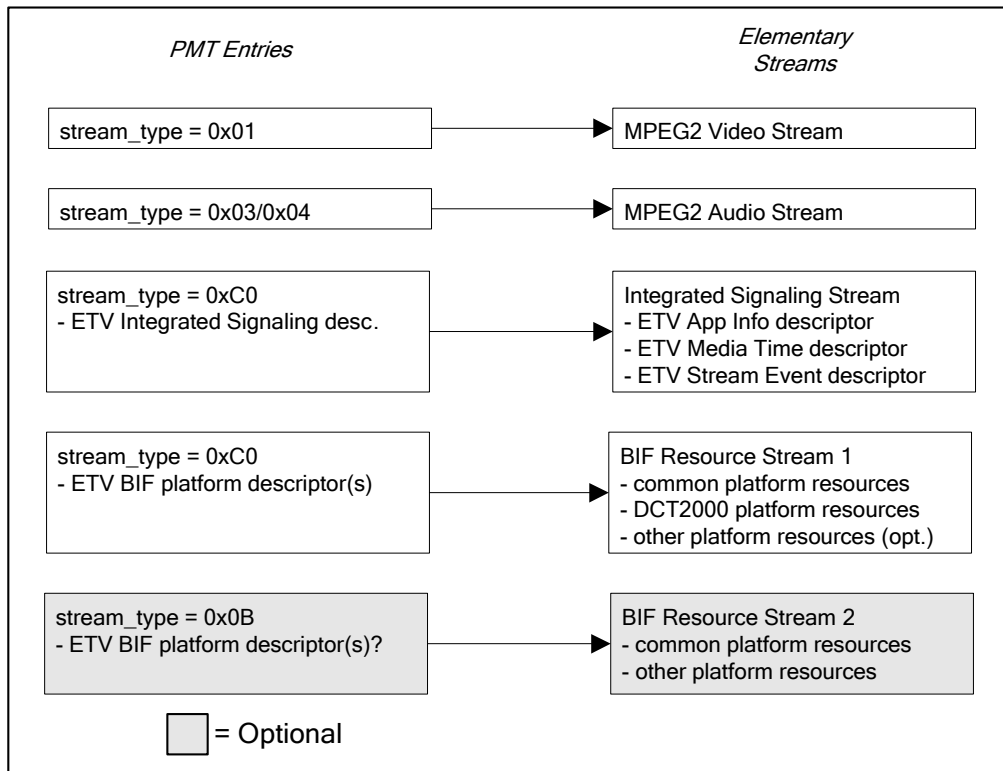 PMT Entries
Elementary
Streams
stream_type = 0x01
MPEG2 Video Stream
stream_type = 0x03/0x04
MPEG2 Audio Stream
stream_type = 0xC0
- ETV Integrated Signaling desc.
Integrated Signaling Stream
- ETV App Info descriptor
- ETV Media Time descriptor
- ETV Stream Event descriptor
stream_type = 0xC0
- ETV BIF platform descriptor(s)
BIF Resource Stream 1
- common platform resources
- DCT2000 platform resources
- other platform resources (opt.)
stream_type = 0x0B
- ETV BIF platform descriptor(s)?
BIF Resource Stream 2
- common platform resources
- other platform resources
= Optional